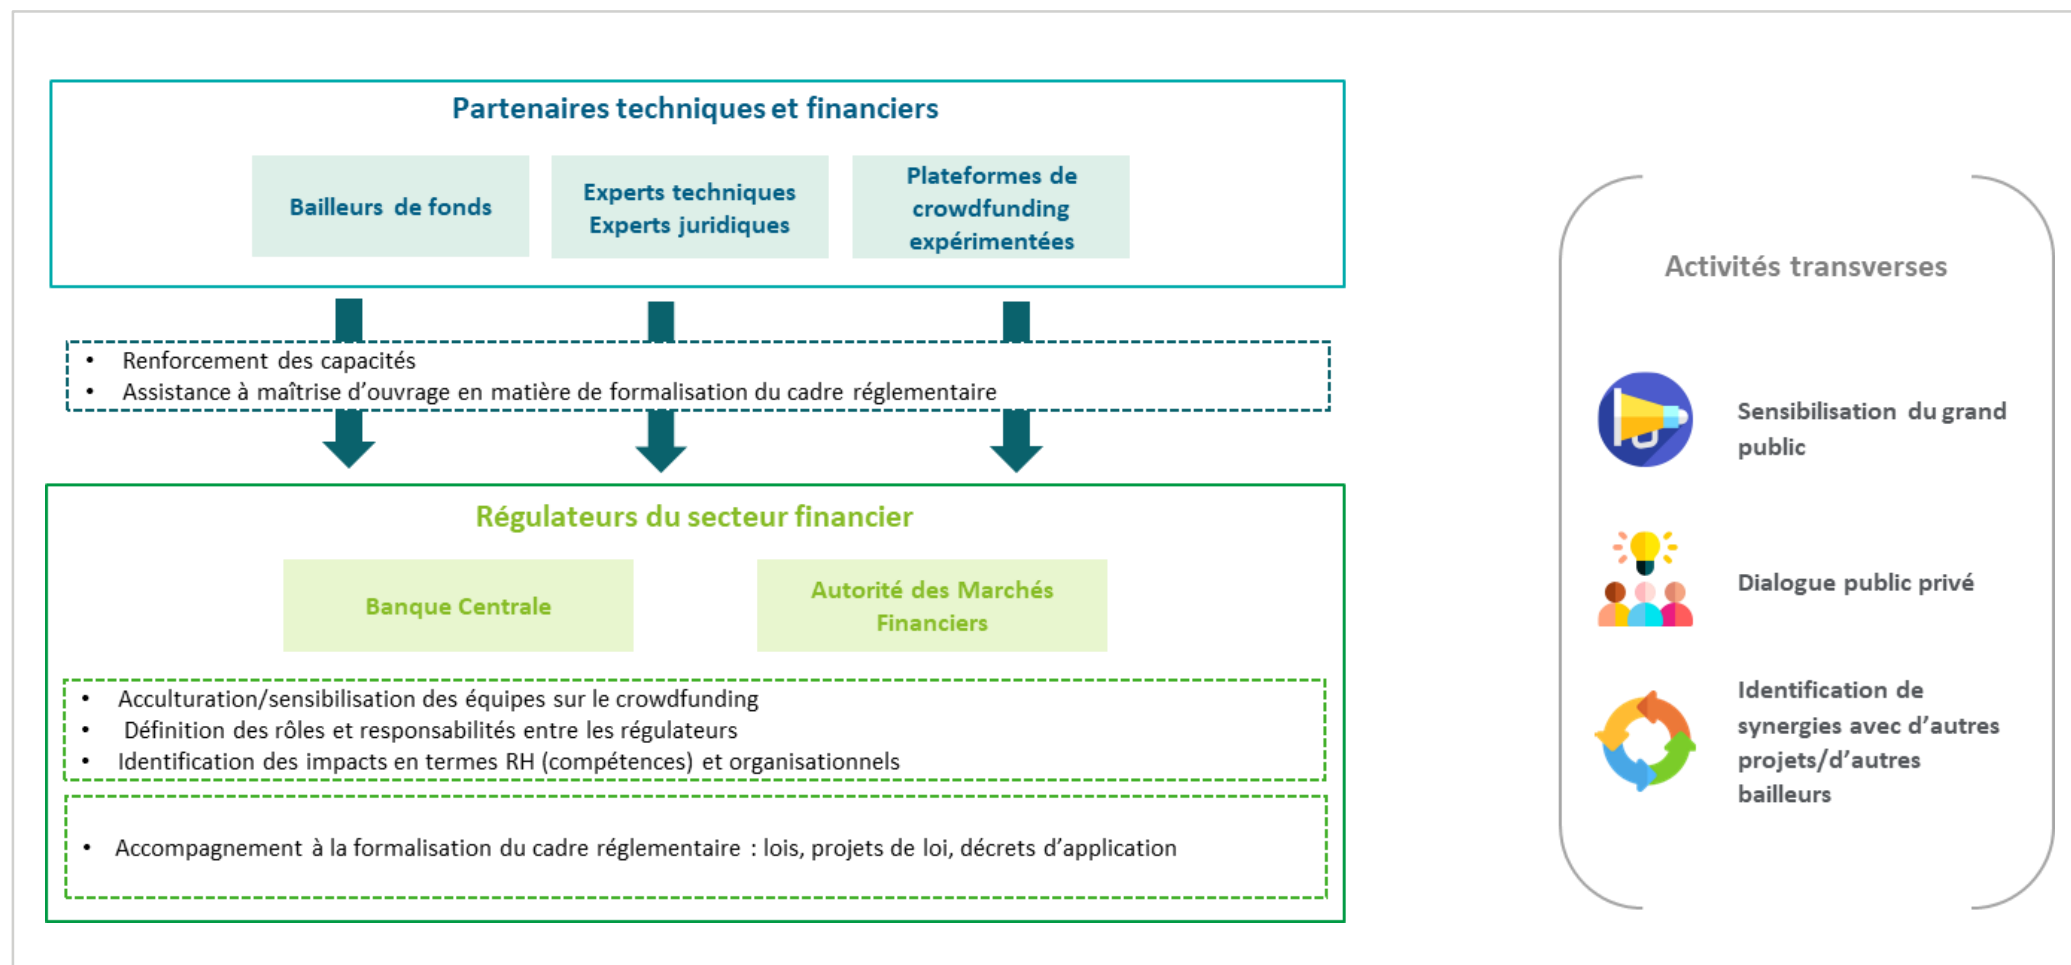 Partenaires techniques et financiers
Bailleurs de fonds
Experts techniques
Experts juridiques
Plateformes de
crowdfunding
expérimentées
• Renforcement des capacités
• Assistance à maîtrise d’ouvrage en matière de formalisation du cadre réglementaire
Régulateurs du secteur financier
Banque Centrale
Autorité des Marchés
Financiers
• Acculturation/sensibilisation des équipes sur le crowdfunding
• Définition des rôles et responsabilités entre les régulateurs
• Identification des impacts en termes RH (compétences) et organisationnels
• Accompagnement à la formalisation du cadre réglementaire : lois, projets de loi, décrets d’application
Activités transverses
Sensibilisation du grand
public
Dialogue public privé
Identification de
synergies avec d’autres
projets/d’autres
bailleurs